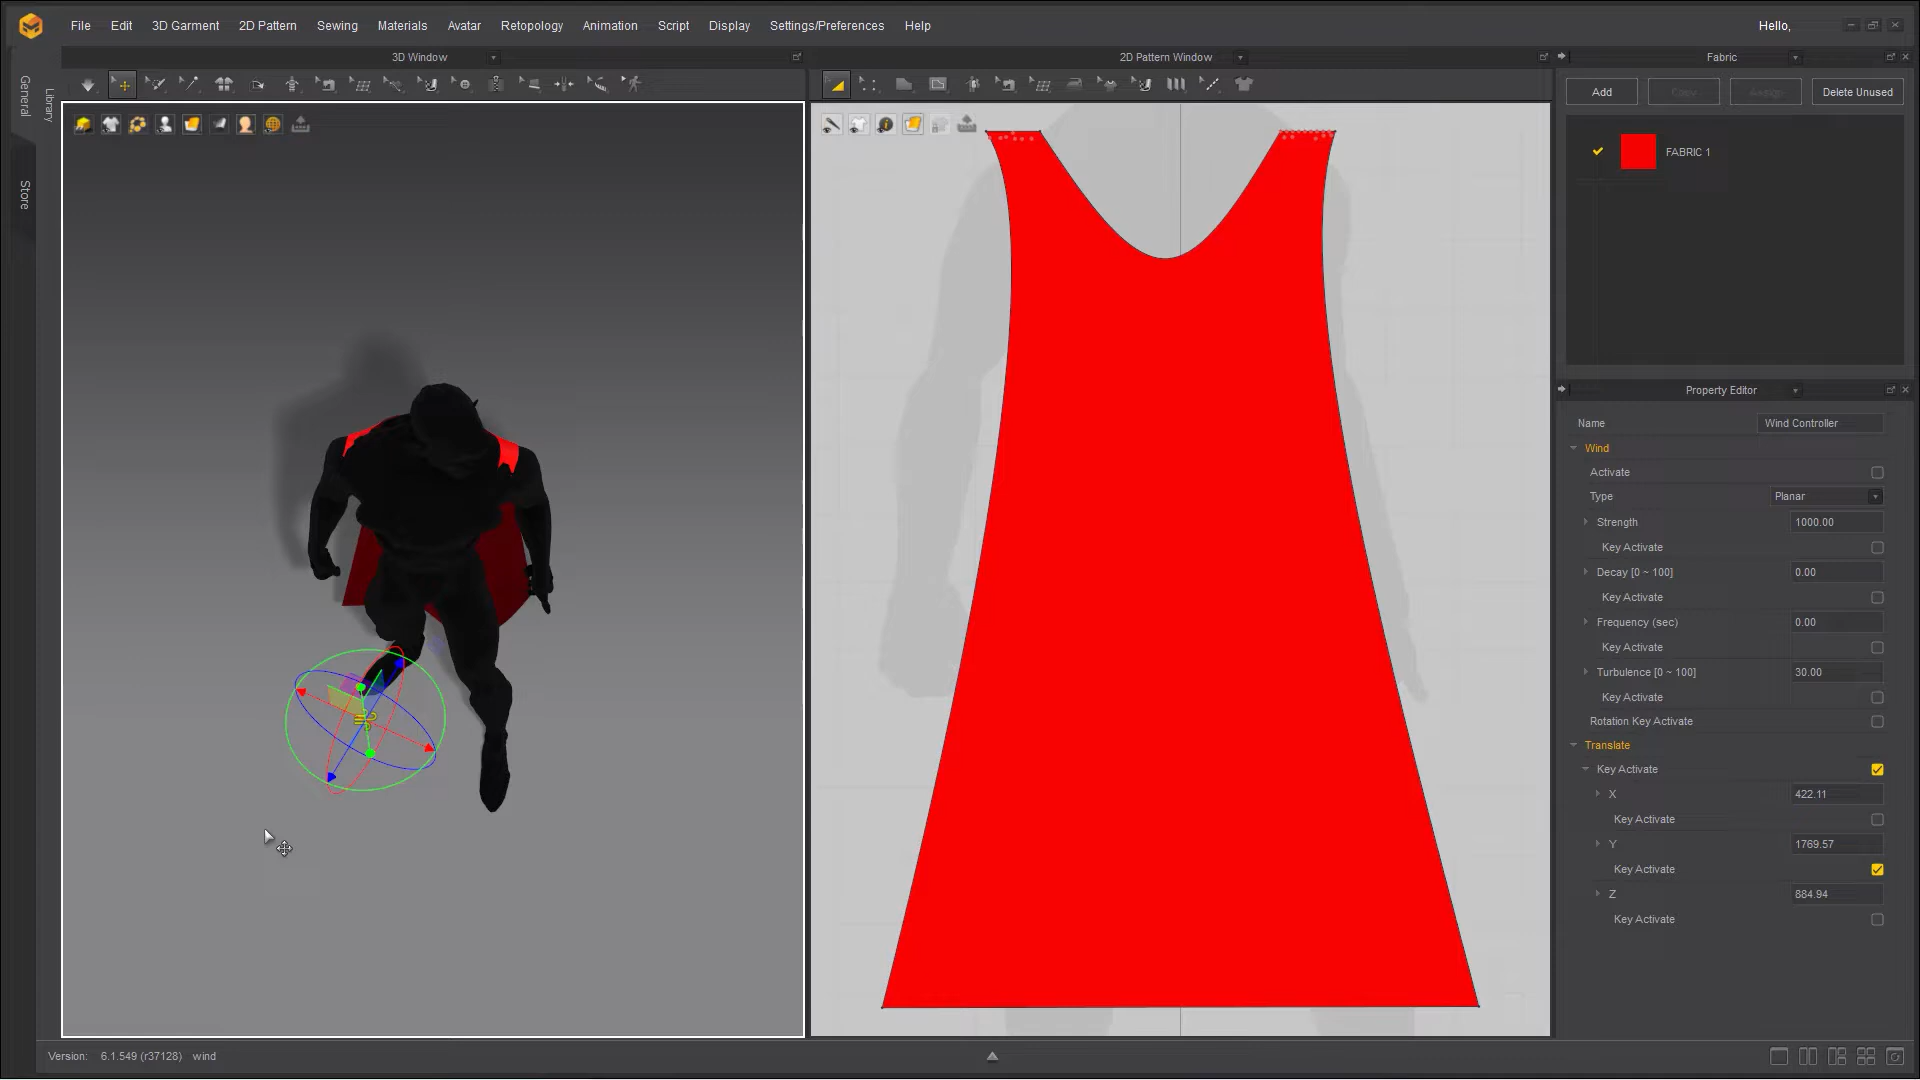 File Edit 3D Garment 2D Pattern Sewing Materials Avatar Retopology Animation Script Display Settings/Preferences Help Hello,
3D Window 2D Pattern Window Fabric
General
Library
Store
Add Copy Assign Delete Unused
FABRIC 1
Property Editor
Name Wind Controller
Wind
Activate
Type Planar
Strength 1000.00
Key Activate
Decay [0 ~ 100] 0.00
Key Activate
Frequency (sec) 0.00
Key Activate
Turbulence [0 ~ 100] 30.00
Key Activate
Rotation Key Activate
Translate
Key Activate
X 422.11
Key Activate
Y 1769.57
Key Activate
Z 884.94
Key Activate
Version: 6.1.549 (r37128) wind